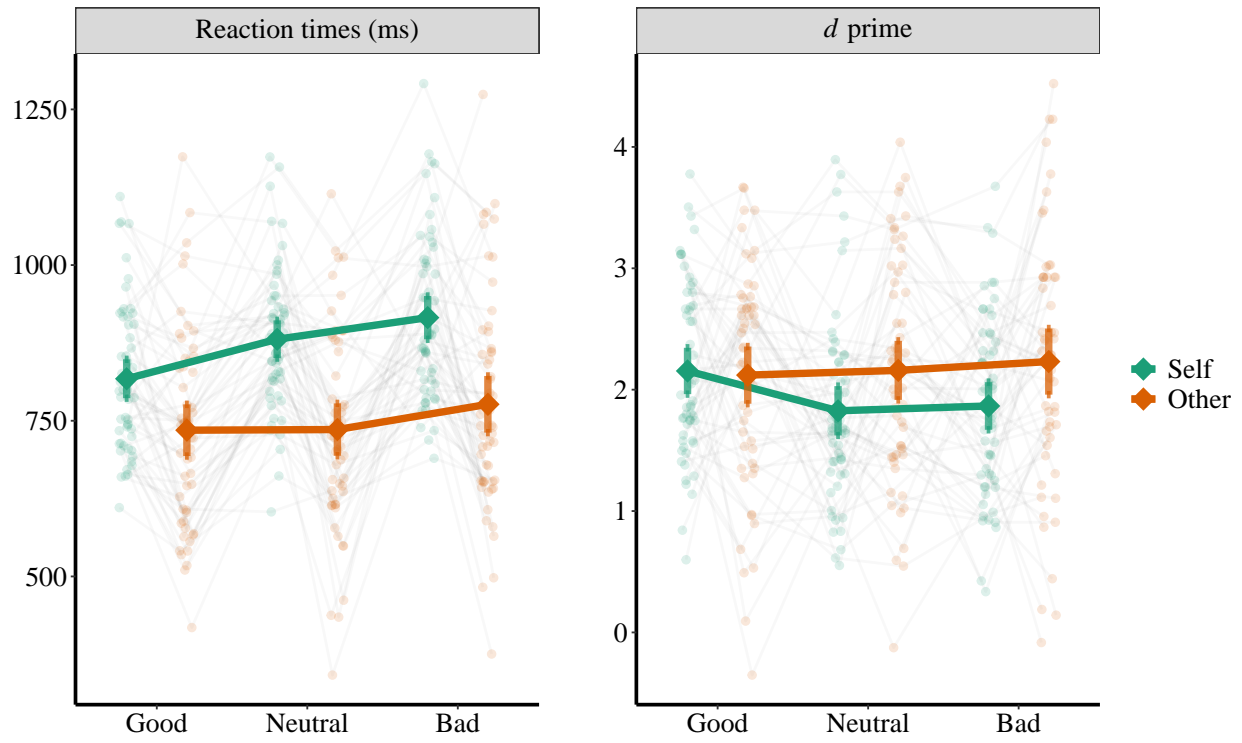 Reaction times (ms)
d prime
1250
1000
750
500
Good Neutral Bad
4
3
2
1
0
Good Neutral Bad
Self
Other